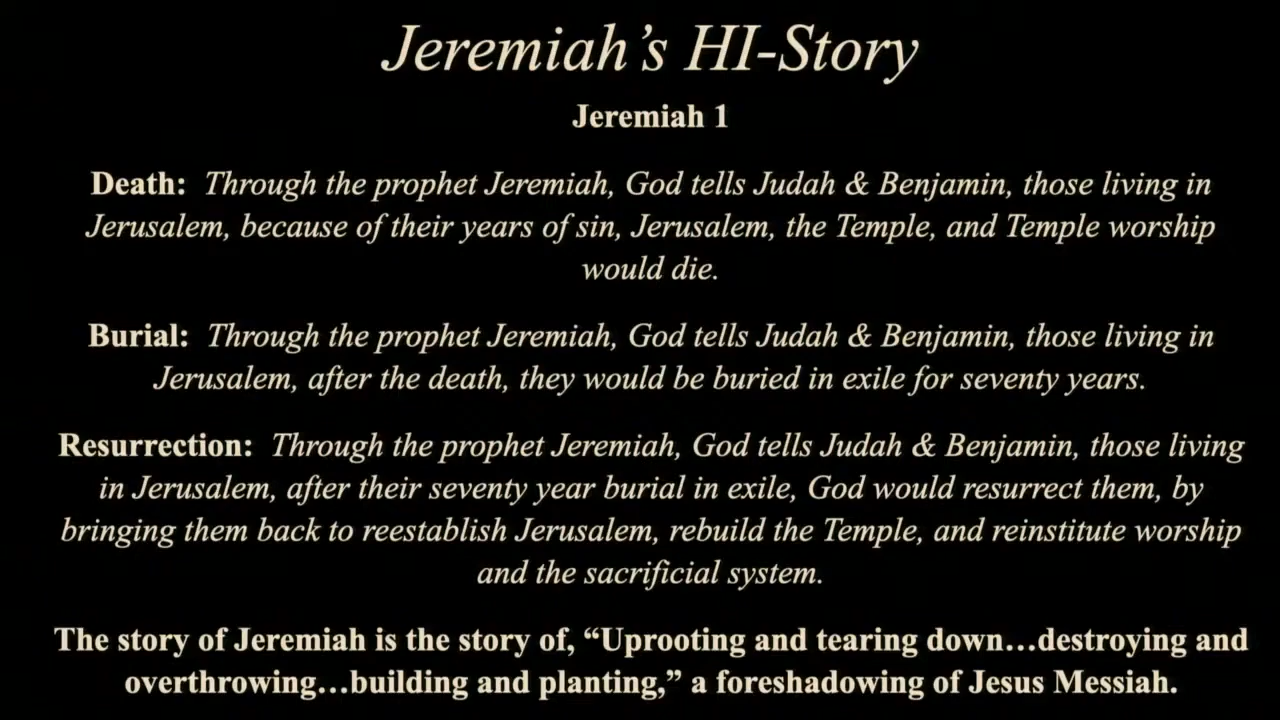 Jeremiah’s HI-Story
Jeremiah 1
Death: Through the prophet Jeremiah, God tells Judah & Benjamin, those living in
Jerusalem, because of their years of sin, Jerusalem, the Temple, and Temple worship
would die.
Burial: Through the prophet Jeremiah, God tells Judah & Benjamin, those living in
Jerusalem, after the death, they would be buried in exile for seventy years.
Resurrection: Through the prophet Jeremiah, God tells Judah & Benjamin, those living
in Jerusalem, after their seventy year burial in exile, God would resurrect them, by
bringing them back to reestablish Jerusalem, rebuild the Temple, and reinstitute worship
and the sacrificial system.
The story of Jeremiah is the story of, “Uprooting and tearing down…destroying and
overthrowing…building and planting,” a foreshadowing of Jesus Messiah.